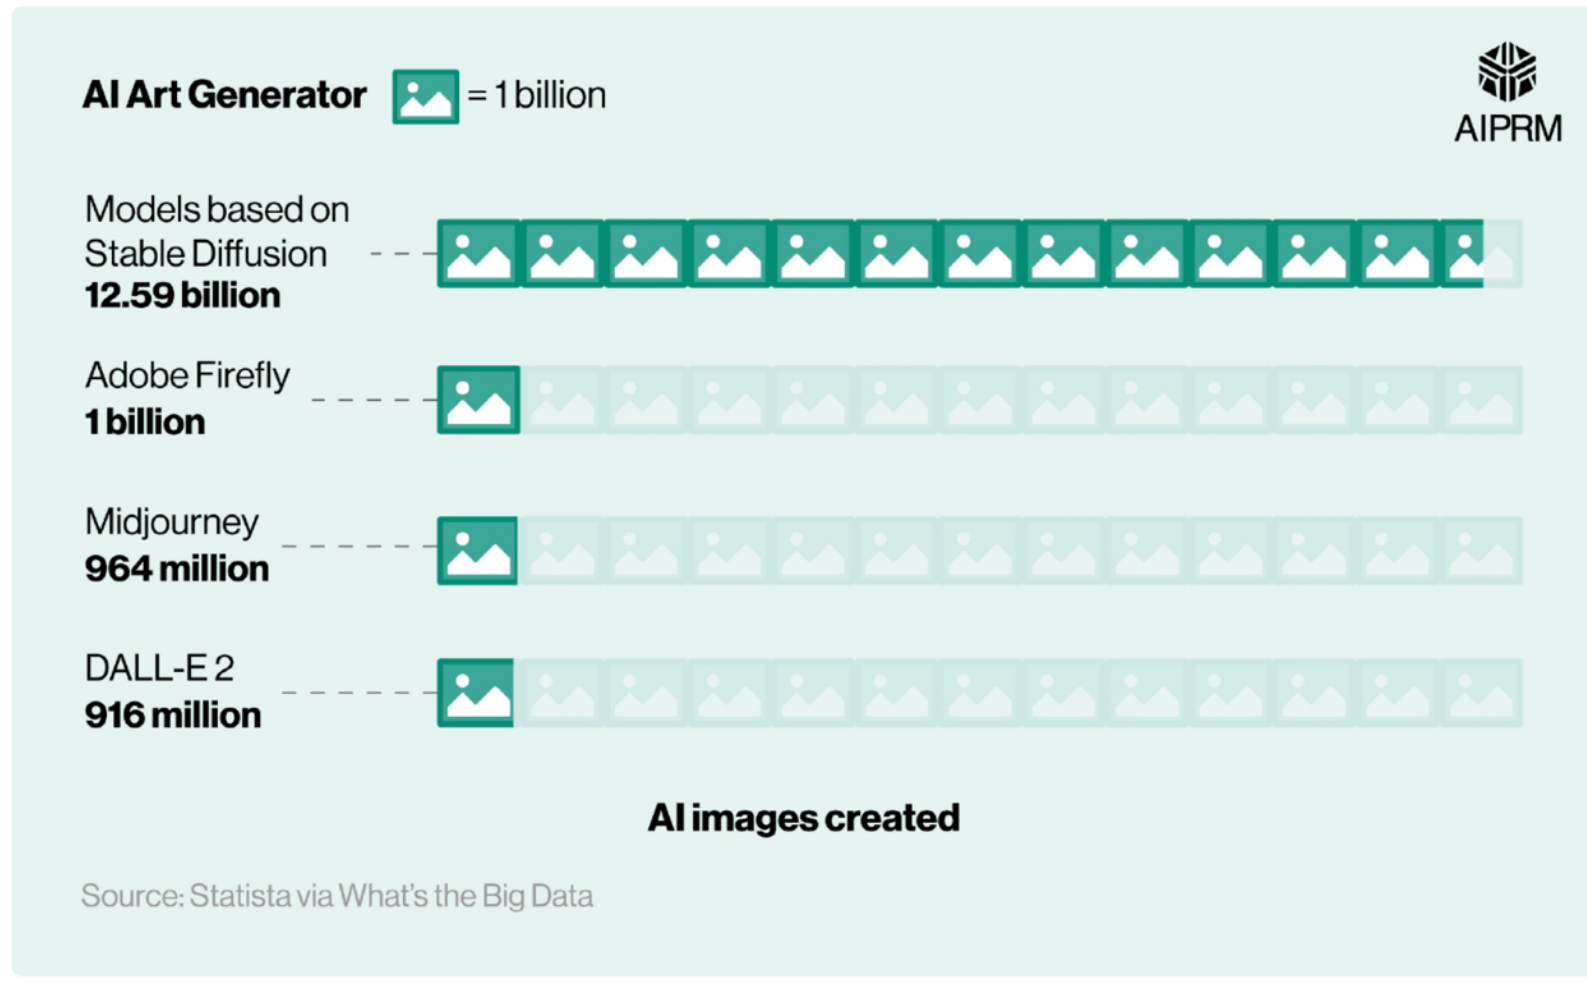 AI Art Generator = 1 billion
AIPRM
Models based on
Stable Diffusion
12.59 billion
Adobe Firefly
1 billion
Midjourney
964 million
DALL-E 2
916 million
AI images created
Source: Statista via What's the Big Data